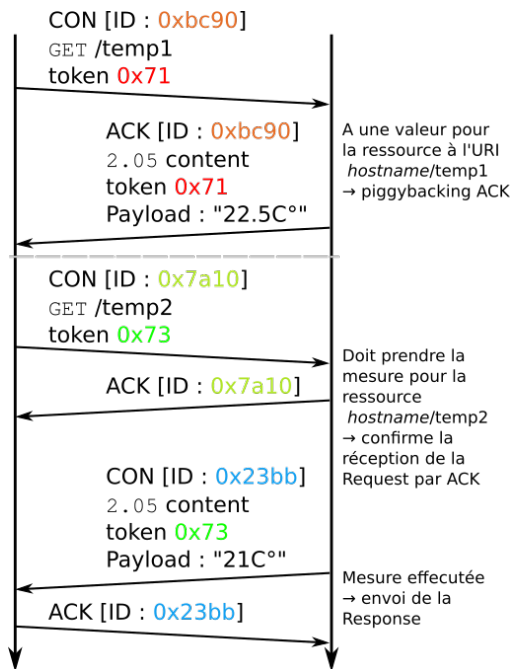 CON [ID : 0xbc90]
GET /temp1
token 0x71
ACK [ID : 0xbc90]
2.05 content
token 0x71
Payload : "22.5C°"
A une valeur pour
la ressource à l'URI
hostname/temp1
→ piggybacking ACK
CON [ID : 0x7a10]
GET /temp2
token 0x73
ACK [ID : 0x7a10]
Doit prendre la
mesure pour la
ressource
hostname/temp2
→ confirme la
réception de la
Request par ACK
CON [ID : 0x23bb]
2.05 content
token 0x73
Payload : "21C°"
Mesure effecutée
→ envoi de la
Response
ACK [ID : 0x23bb]